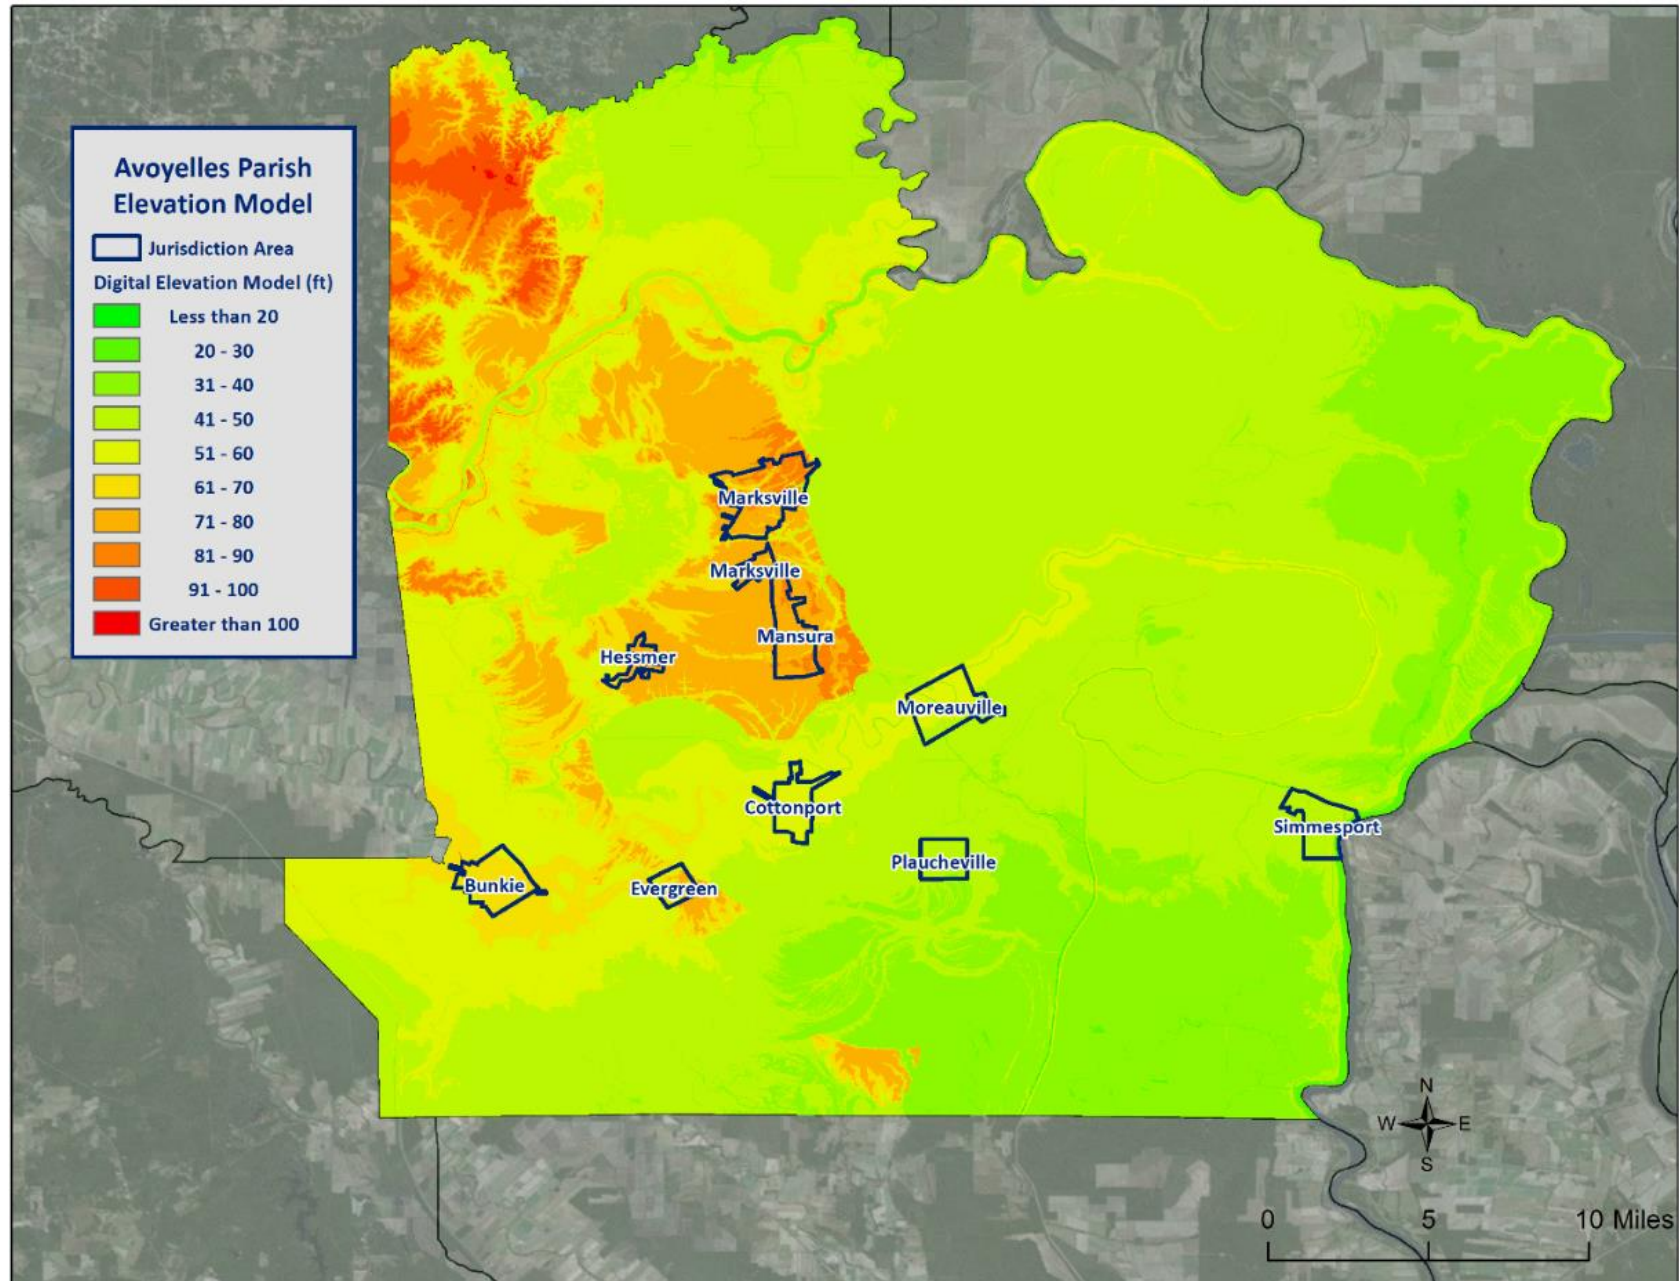 Avoyelles Parish
Elevation Model
Jurisdiction Area
Digital Elevation Model (ft)
Less than 20
20 - 30
31 - 40
41 - 50
51 - 60
61 - 70
71 - 80
81 - 90
91 - 100
Greater than 100
Marksville
Marksville
Mansura
Hessmer
Moreauville
Cottonport
Simmesport
Plaucheville
Bunkie
Evergreen
N
W E
S
0 5 10 Miles